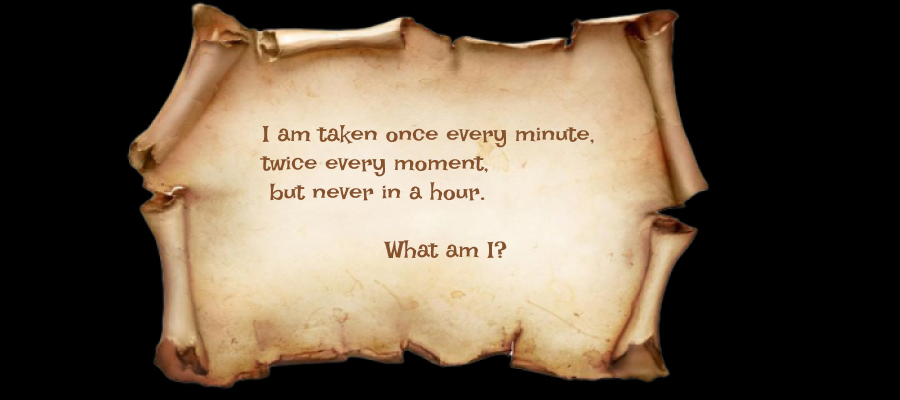 I am taken once every minute,
twice every moment,
but never in a hour.
What am I?